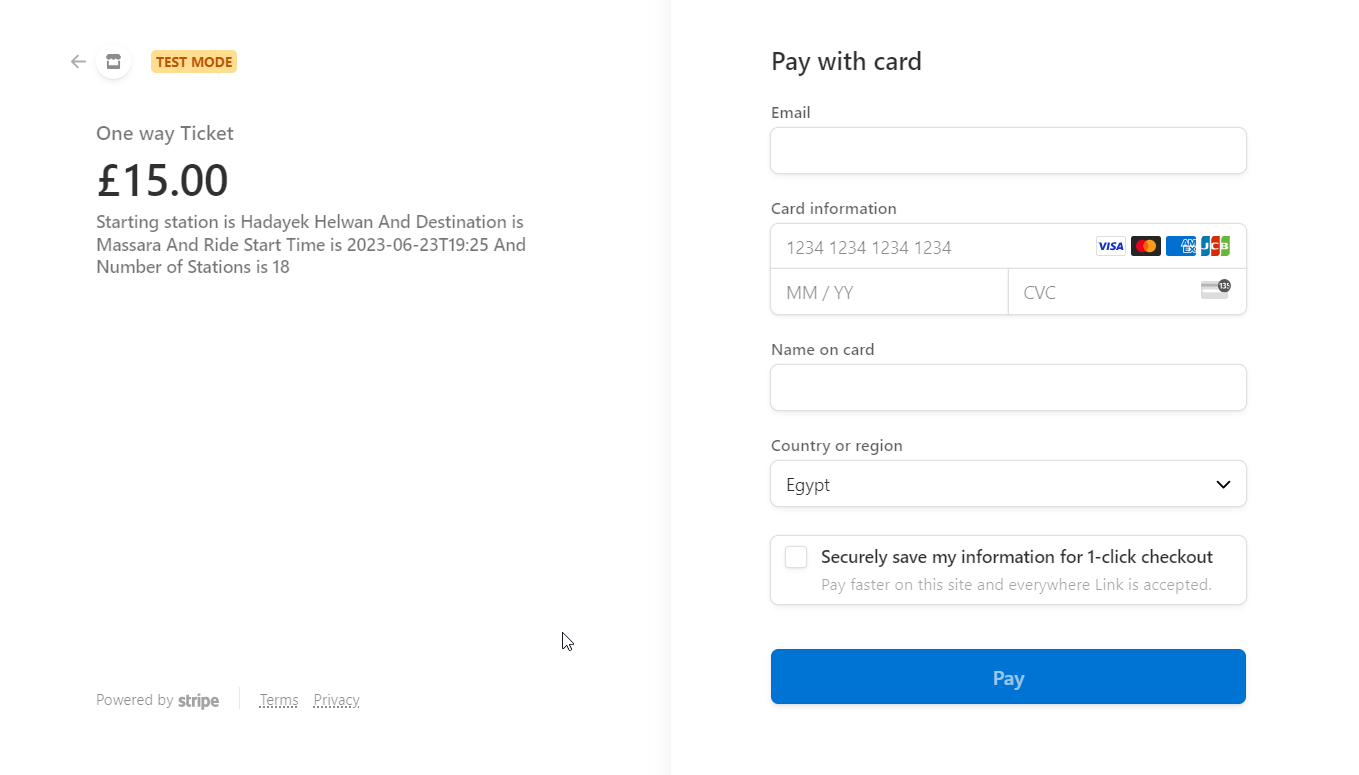 TEST MODE
One way Ticket
£15.00
Starting station is Hadayek Helwan And Destination is
Massara And Ride Start Time is 2023-06-23T19:25 And
Number of Stations is 18
Powered by stripe
Terms
Privacy
Pay with card
Email
Card information
1234 1234 1234 1234
VISA
AM
EX
JCB
MM / YY
CVC
135
Name on card
Country or region
Egypt
Securely save my information for 1-click checkout
Pay faster on this site and everywhere Link is accepted.
Pay